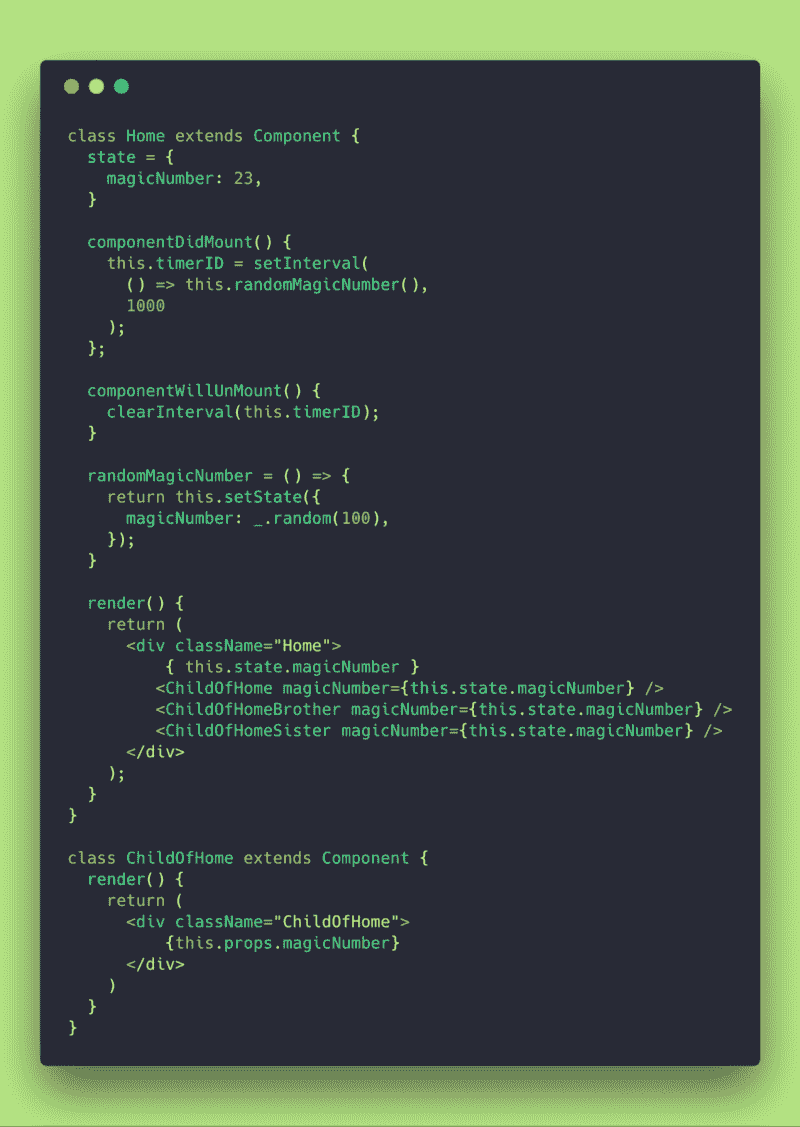 class Home extends Component {
  state = {
    magicNumber: 23,
  }

  componentDidMount() {
    this.timerID = setInterval(
      () => this.randomMagicNumber(),
      1000
    );
  };

  componentWillUnMount() {
    clearInterval(this.timerID);
  }

  randomMagicNumber = () => {
    return this.setState({
      magicNumber: _.random(100),
    });
  }

  render() {
    return (
      <div className="Home">
          { this.state.magicNumber }
         <ChildOfHome magicNumber={this.state.magicNumber} />
         <ChildOfHomeBrother magicNumber={this.state.magicNumber} />
         <ChildOfHomeSister magicNumber={this.state.magicNumber} />
      </div>
    );
  }
}

class ChildOfHome extends Component {
  render() {
    return (
      <div className="ChildOfHome">
          {this.props.magicNumber}
      </div>
    )
  }
}